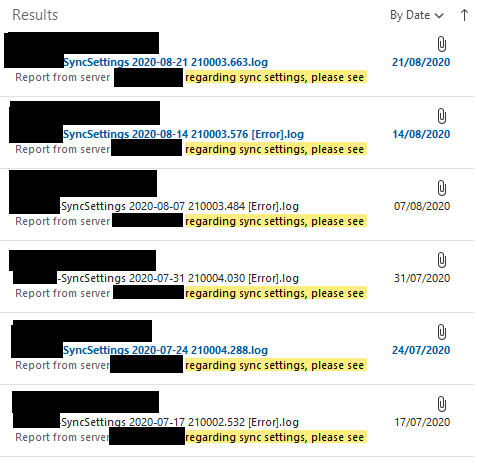 Results By Date
SyncSettings 2020-08-21 210003.663.log 21/08/2020
Report from server regarding sync settings, please see
SyncSettings 2020-08-14 210003.576 [Error].log 14/08/2020
Report from server regarding sync settings, please see
-SyncSettings 2020-08-07 210003.484 [Error].log 07/08/2020
Report from server regarding sync settings, please see
-SyncSettings 2020-07-31 210004.030 [Error].log 31/07/2020
Report from server regarding sync settings, please see
SyncSettings 2020-07-24 210004.288.log 24/07/2020
Report from server regarding sync settings, please see
-SyncSettings 2020-07-17 210002.532 [Error].log 17/07/2020
Report from server regarding sync settings, please see